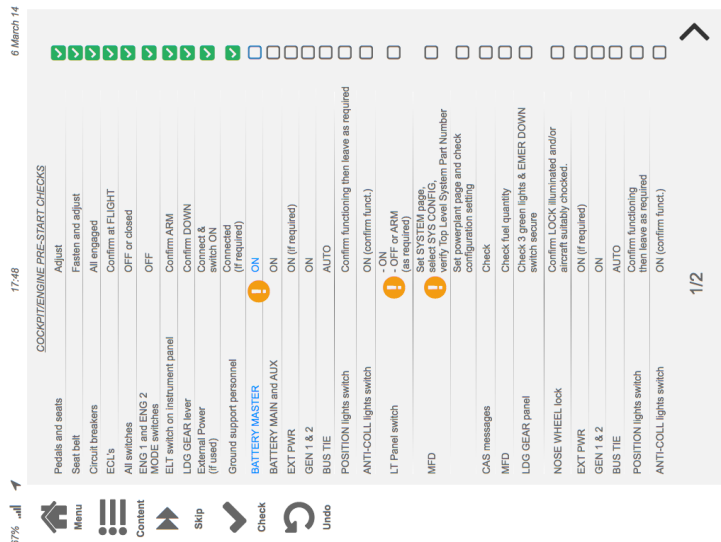 67% 17:48 6 March 14
Menu
Content
Skip
Check
Undo
COCKPIT/ENGINE PRE-START CHECKS
Pedals and seats Adjust
Seat belt Fasten and adjust
Circuit breakers All engaged
ECL's Confirm at FLIGHT
All switches OFF or closed
ENG 1 and ENG 2
MODE switches OFF
ELT switch on instrument panel Confirm ARM
LDG GEAR lever Confirm DOWN
External Power Connect &
(if used) switch ON
Ground support personnel Connected
(if required)
BATTERY MASTER ! ON
BATTERY MAIN and AUX ON
EXT PWR ON (if required)
GEN 1 & 2 ON
BUS TIE AUTO
POSITION lights switch Confirm functioning then leave as required
ANTI-COLL lights switch ON (confirm funct.)
LT Panel switch ! - ON
- OFF or ARM
(as required)
MFD ! Set SYSTEM page,
select SYS CONFIG,
verify Top Level System Part Number
Set powerplant page and check
configuration setting
CAS messages Check
MFD Check fuel quantity
LDG GEAR panel Check 3 green lights & EMER DOWN
switch secure
NOSE WHEEL lock Confirm LOCK illuminated and/or
aircraft suitably chocked.
EXT PWR ON (if required)
GEN 1 & 2 ON
BUS TIE AUTO
POSITION lights switch Confirm functioning
then leave as required
ANTI-COLL lights switch ON (confirm funct.)
1/2